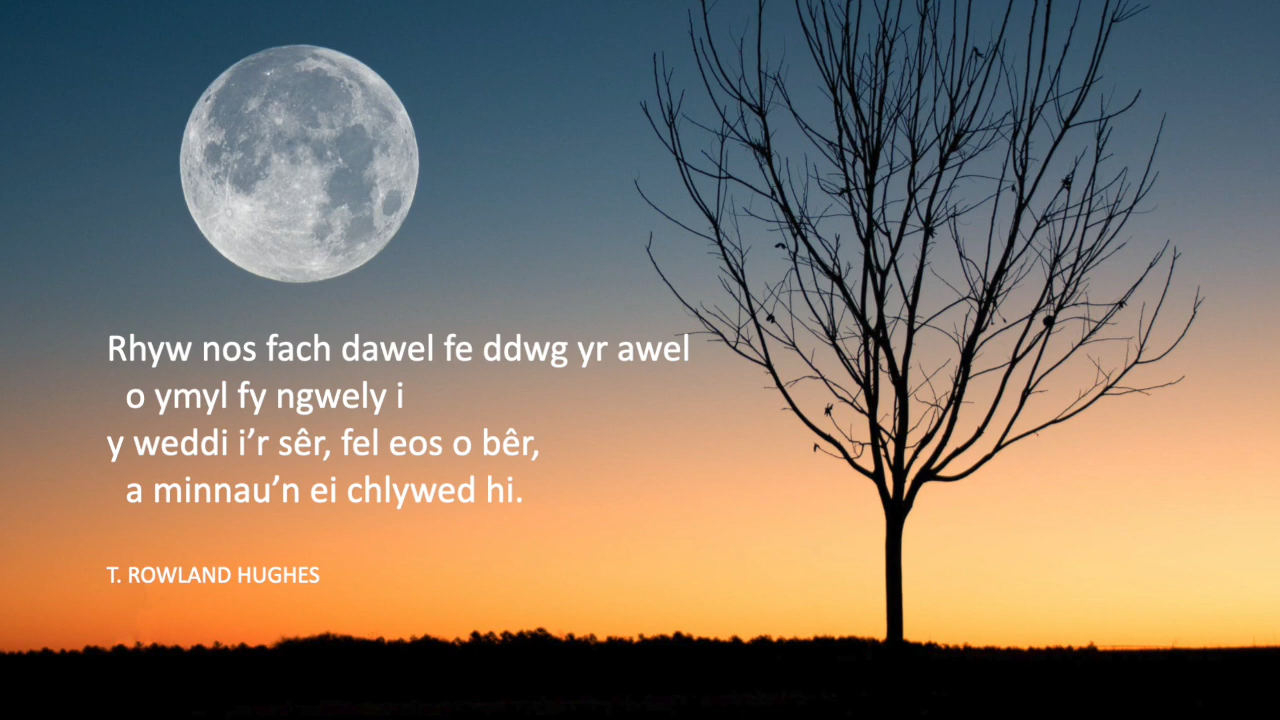 Rhyw nos fach dawel fe ddwg yr awel
o ymyl fy ngwely i
y weddi i’r sêr, fel eos o bêr,
a minnau’n ei chlywed hi.
T. ROWLAND HUGHES